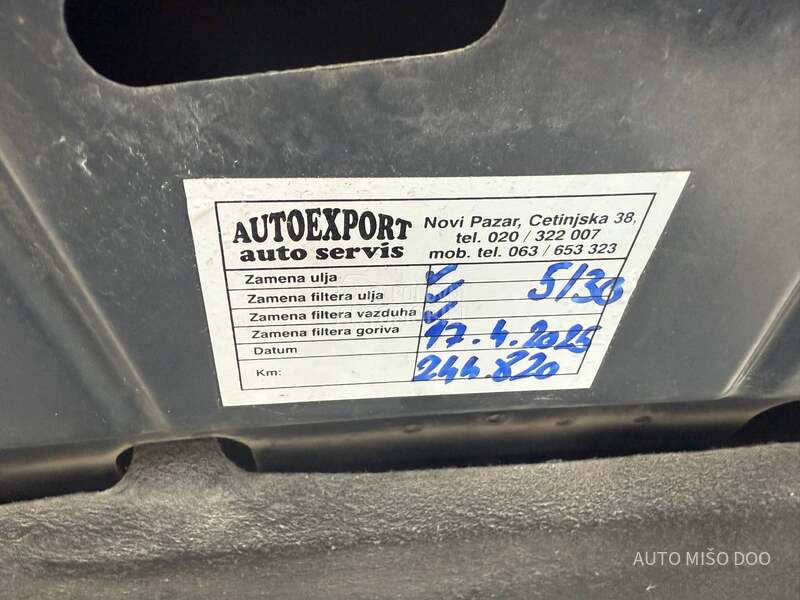 AUTOEXPORT
auto servis
Novi Pazar, Cetinjska 38,
tel. 020 / 322 007
mob. tel. 063 / 653 323
Zamena ulja ✓ 5/30
Zamena filtera ulja ✓
Zamena filtera vazduha ✓
Zamena filtera goriva
Datum 17.4.2025
Km: 244.820
AUTO MIŠO DOO